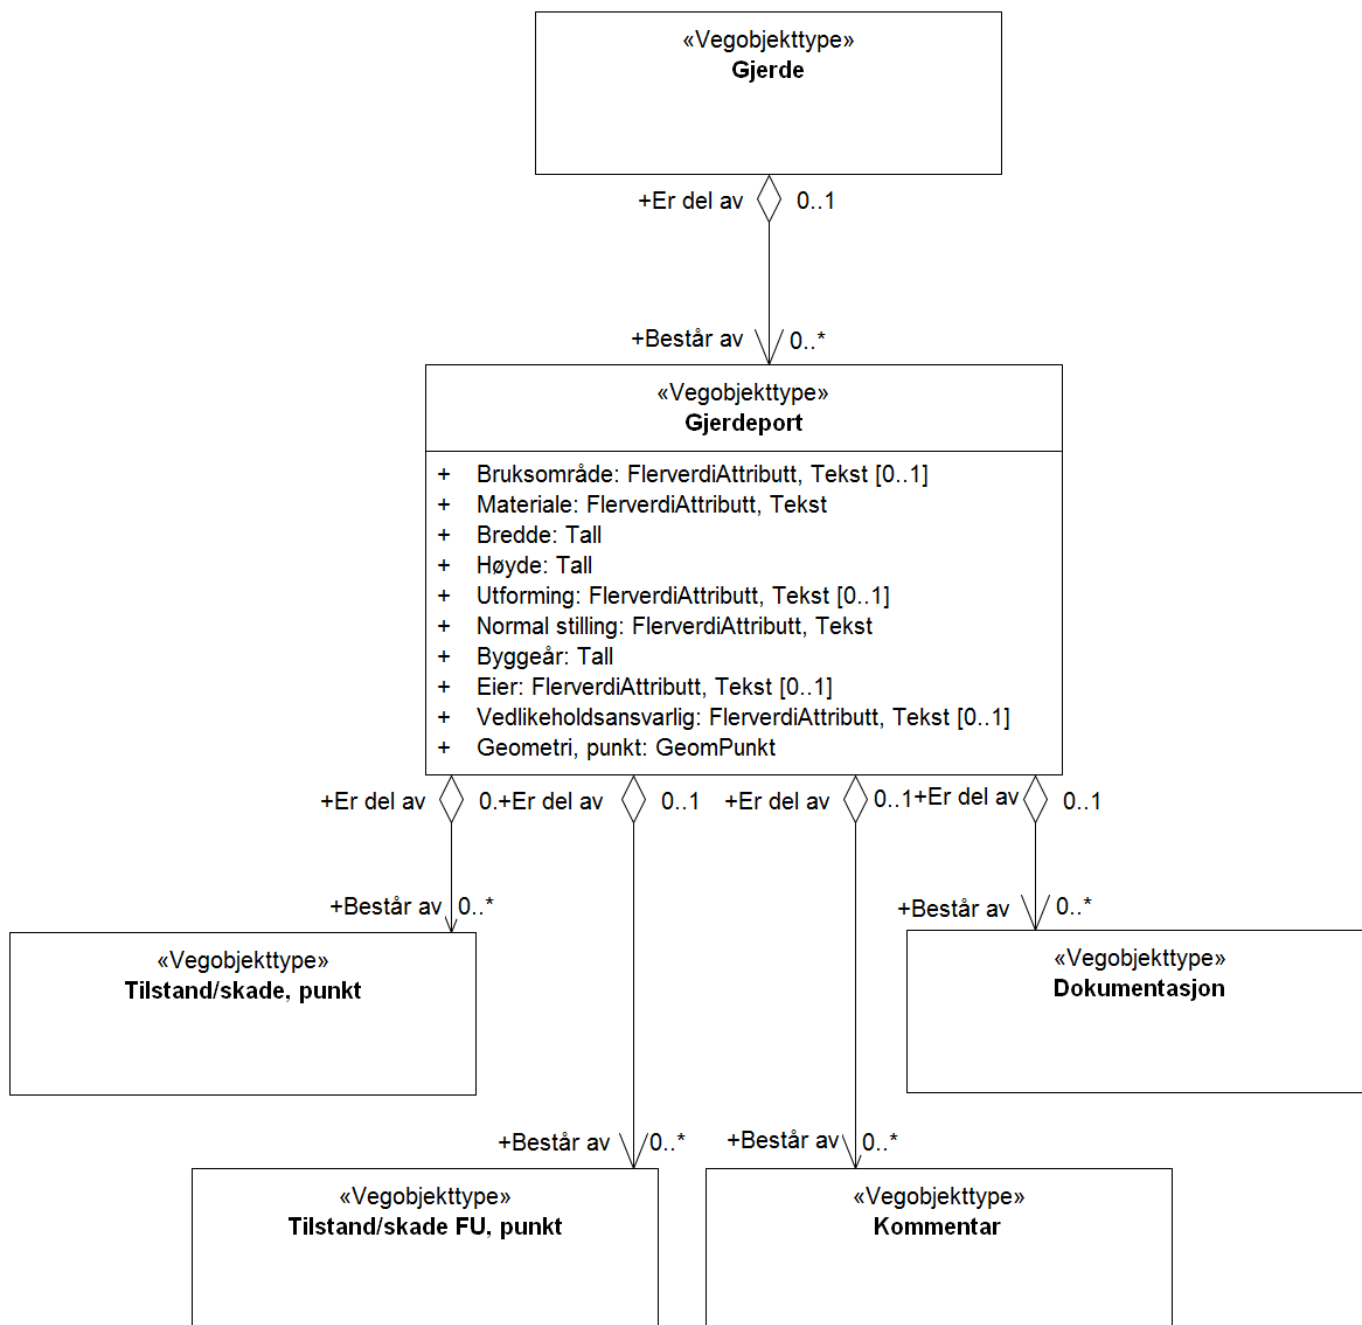 «Vegobjekttype»
Gjerde
+Er del av 0..1
+Består av 0..*
«Vegobjekttype»
Gjerdeport
+ Bruksområde: FlerverdiAttributt, Tekst [0..1]
+ Materiale: FlerverdiAttributt, Tekst
+ Bredde: Tall
+ Høyde: Tall
+ Utforming: FlerverdiAttributt, Tekst [0..1]
+ Normal stilling: FlerverdiAttributt, Tekst
+ Byggeår: Tall
+ Eier: FlerverdiAttributt, Tekst [0..1]
+ Vedlikeholdsansvarlig: FlerverdiAttributt, Tekst [0..1]
+ Geometri, punkt: GeomPunkt
+Er del av 0.+Er del av 0..1 +Er del av 0..1+Er del av 0..1
+Består av 0..* +Består av 0..*
«Vegobjekttype»
Tilstand/skade, punkt
«Vegobjekttype»
Dokumentasjon
+Består av 0..* +Består av 0..*
«Vegobjekttype»
Tilstand/skade FU, punkt
«Vegobjekttype»
Kommentar